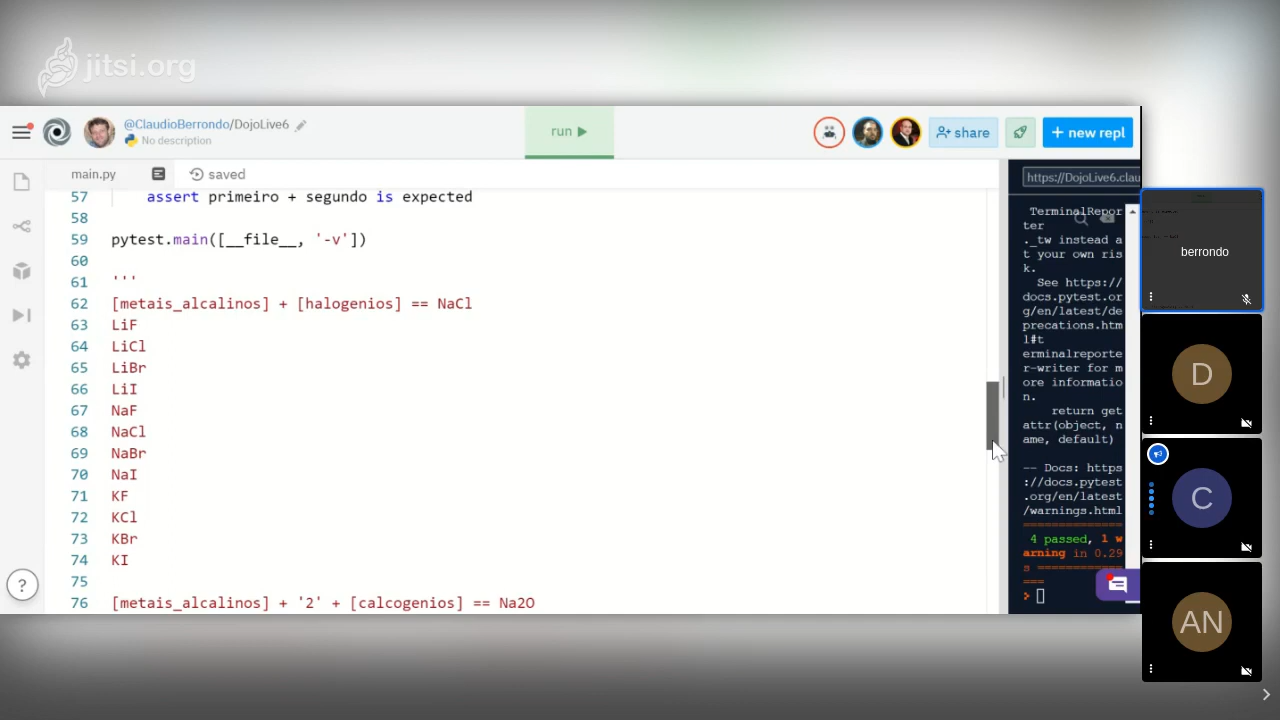 jitsi.org
@ClaudioBerrondo/DojoLive6
No description
run
share
+ new repl
main.py
saved
57 assert primeiro + segundo is expected
58
59 pytest.main([__file__, '-v'])
60
61 '''
62 [metais_alcalinos] + [halogenios] == NaCl
63 LiF
64 LiCl
65 LiBr
66 LiI
67 NaF
68 NaCl
69 NaBr
70 NaI
71 KF
72 KCl
73 KBr
74 KI
75
76 [metais_alcalinos] + '2' + [calcogenios] == Na2O
https://DojoLive6.clau
TerminalRepor
ter
._tw instead a
t your own ris
k.
See https://
docs.pytest.or
g/en/latest/de
precations.htm
l#t
erminalreporte
r-writer for m
ore informatio
n.
return get
attr(object, n
ame, default)
-- Docs: https
://docs.pytest
.org/en/latest
/warnings.html
==============
4 passed, 1 w
arning in 0.29
s ============
===
>
?
berrondo
D
C
AN